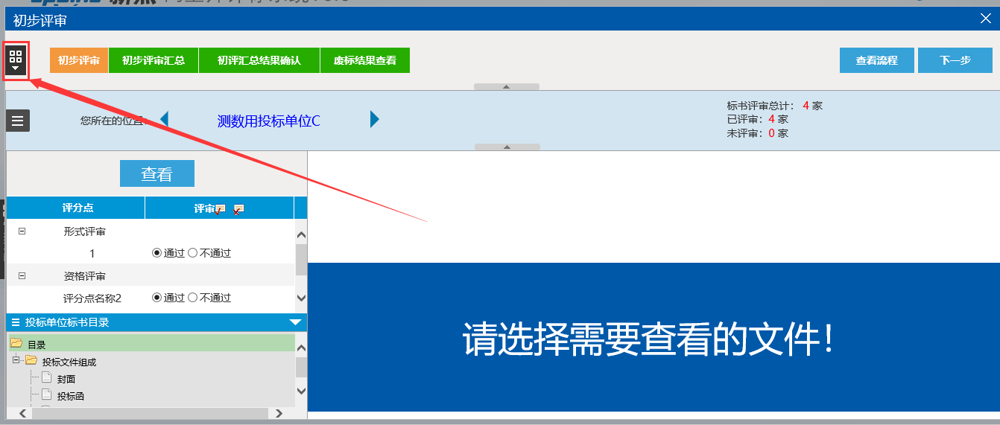 初步评审
初步评审
初步评审汇总
初评汇总结果确认
废标结果查看
查看流程
下一步
您所在的位置：
测数用投标单位C
标书评审总计： 4 家
已评审：4 家
未评审：0 家
查看
评分点
评审
形式评审
1
通过
不通过
资格评审
评分点名称2
通过
不通过
投标单位标书目录
目录
投标文件组成
封面
投标函
请选择需要查看的文件！